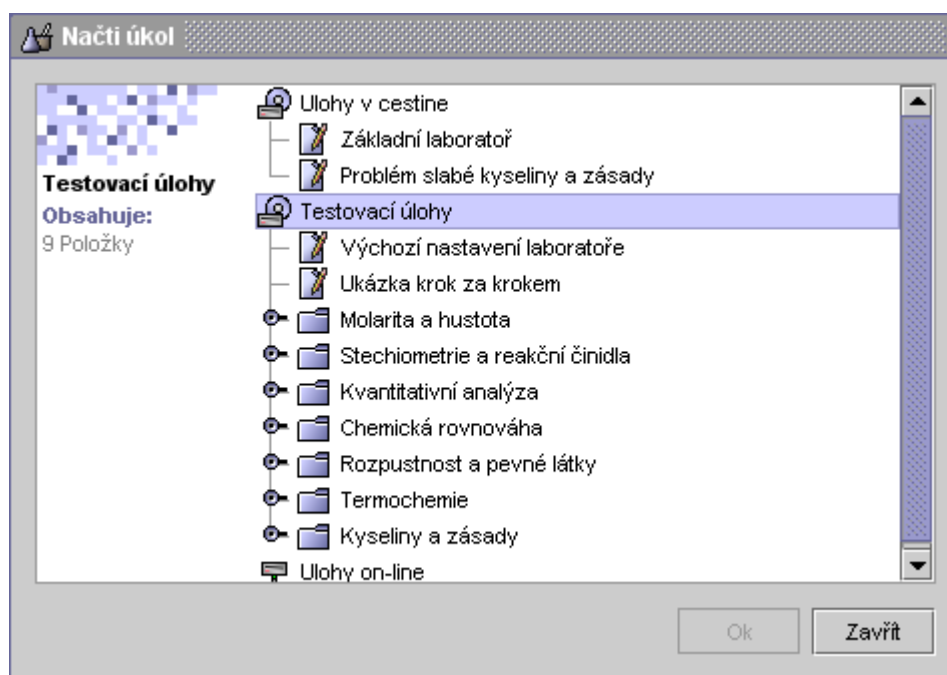 Načti úkol
Testovací úlohy
Obsahuje:
9 Položky
Ulohy v cestine
Základní laboratoř
Problém slabé kyseliny a zásady
Testovací úlohy
Výchozí nastavení laboratoře
Ukázka krok za krokem
Molarita a hustota
Stechiometrie a reakční činidla
Kvantitativní analýza
Chemická rovnováha
Rozpustnost a pevné látky
Termochemie
Kyseliny a zásady
Ulohy on-line
Ok
Zavřít